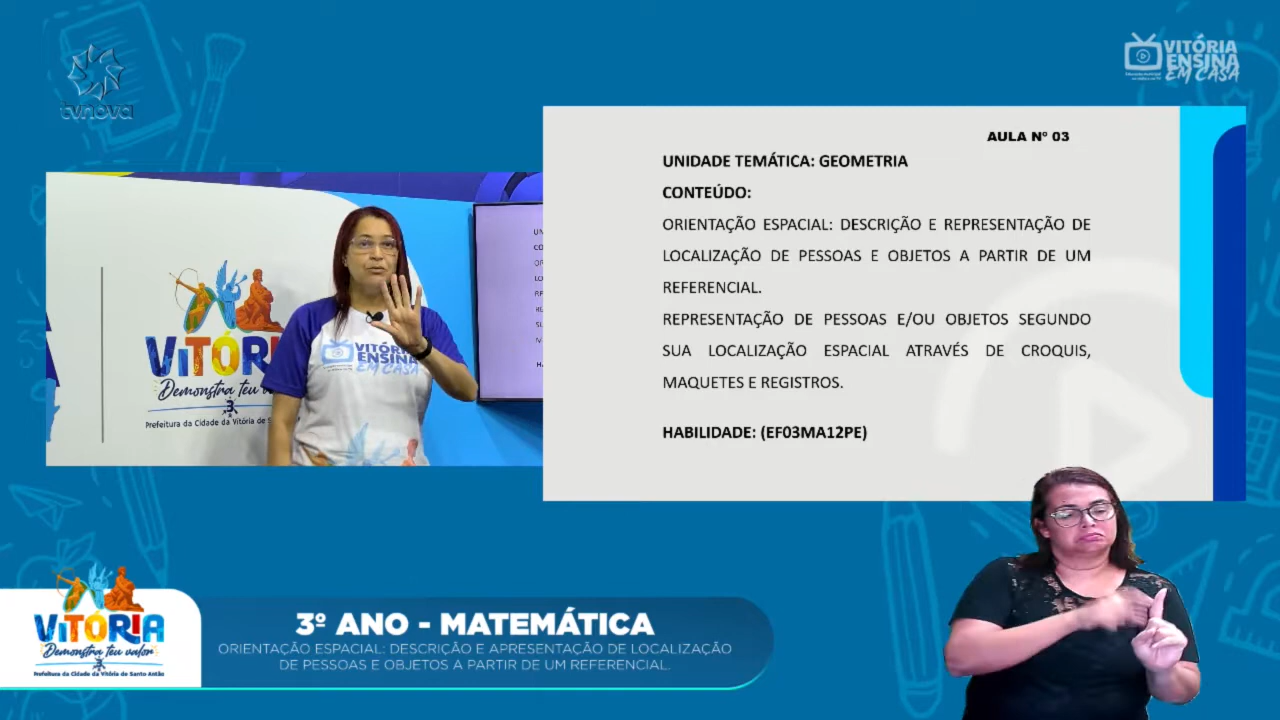 tvnova
VITÓRIA
ENSINA
EM CASA
AULA Nº 03
UNIDADE TEMÁTICA: GEOMETRIA
CONTEÚDO:
ORIENTAÇÃO ESPACIAL: DESCRIÇÃO E REPRESENTAÇÃO DE
LOCALIZAÇÃO DE PESSOAS E OBJETOS A PARTIR DE UM
REFERENCIAL.
REPRESENTAÇÃO DE PESSOAS E/OU OBJETOS SEGUNDO
SUA LOCALIZAÇÃO ESPACIAL ATRAVÉS DE CROQUIS,
MAQUETES E REGISTROS.
HABILIDADE: (EF03MA12PE)
VITÓRI
Demonstra teu va
Prefeitura da Cidade da Vitória de S
VITÓRIA
ENSINA
EM CASA
VITÓRIA
Demonstra teu valor
Prefeitura da Cidade da Vitória de Santo Antão
3º ANO - MATEMÁTICA
ORIENTAÇÃO ESPACIAL: DESCRIÇÃO E APRESENTAÇÃO DE LOCALIZAÇÃO
DE PESSOAS E OBJETOS A PARTIR DE UM REFERENCIAL.